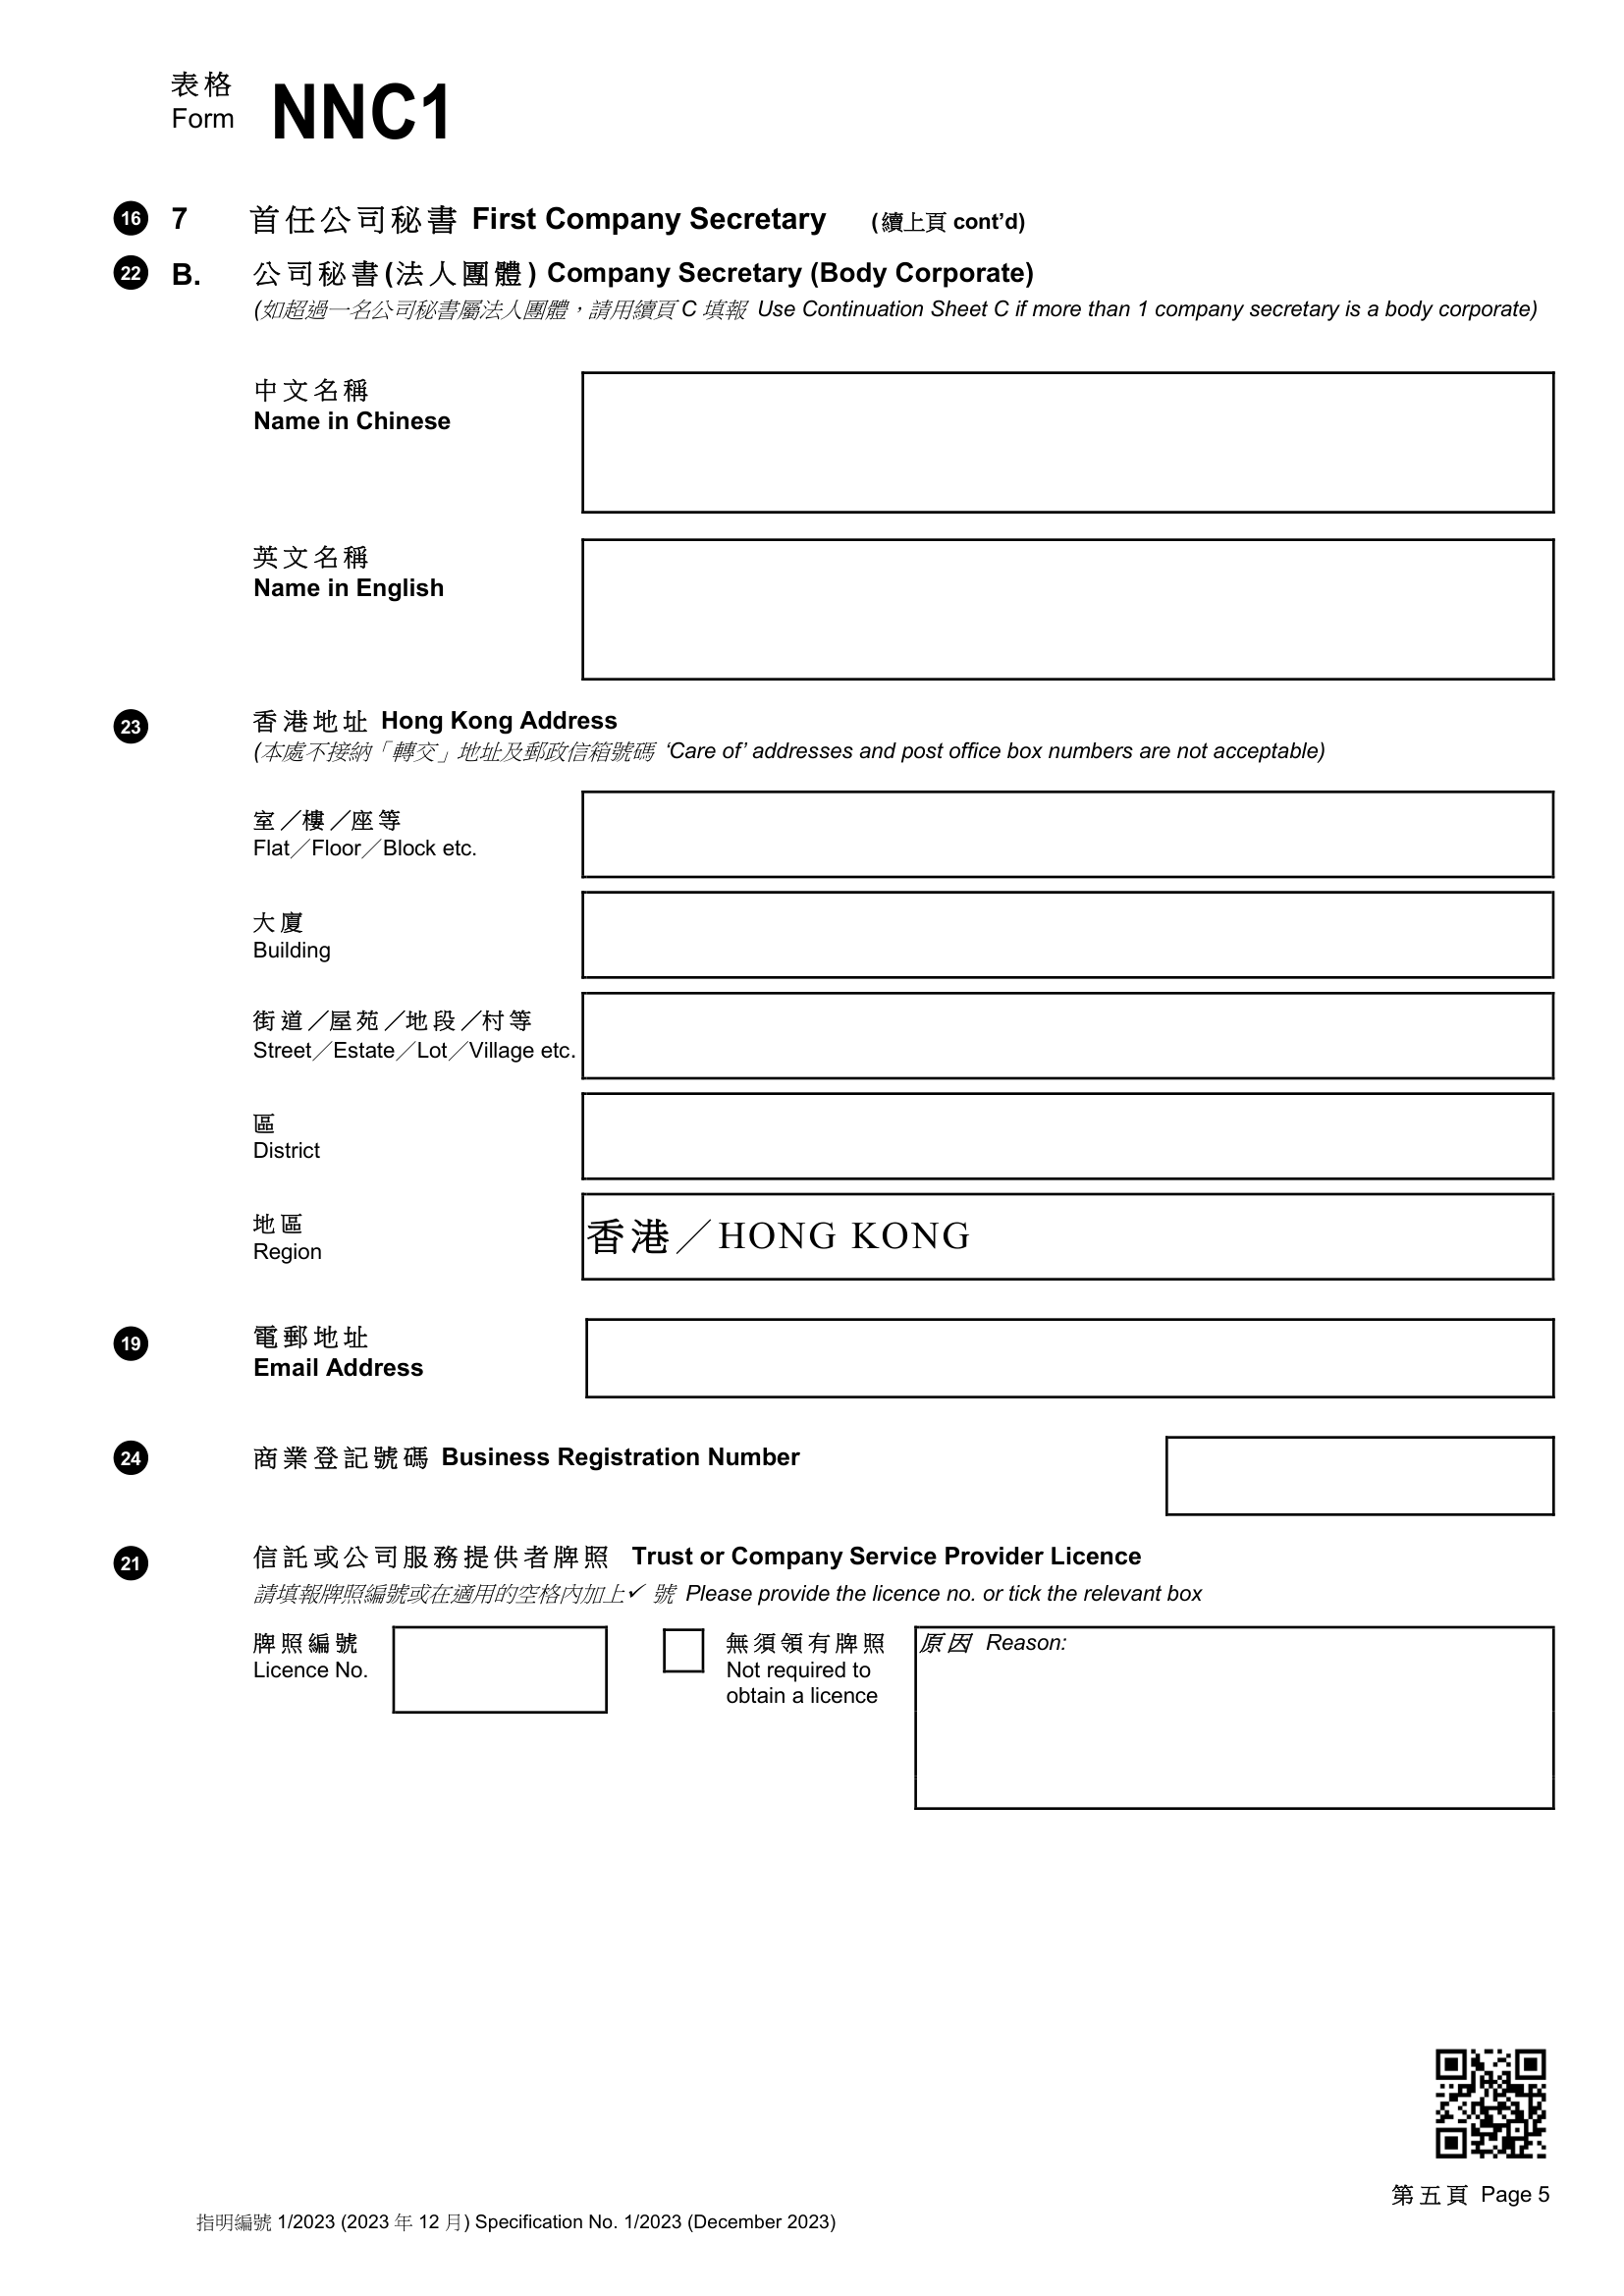 表格
Form NNC1
16 7 首任公司秘書 First Company Secretary (續上頁 cont’d)
22 B. 公司秘書(法人團體) Company Secretary (Body Corporate)
(如超過一名公司秘書屬法人團體，請用續頁 C 填報 Use Continuation Sheet C if more than 1 company secretary is a body corporate)
中文名稱
Name in Chinese
英文名稱
Name in English
23 香港地址 Hong Kong Address
(本處不接納「轉交」地址及郵政信箱號碼 ‘Care of’ addresses and post office box numbers are not acceptable)
室／樓／座等
Flat／Floor／Block etc.
大廈
Building
街道／屋苑／地段／村等
Street／Estate／Lot／Village etc.
區
District
地區
Region
香港／HONG KONG
19 電郵地址
Email Address
24 商業登記號碼 Business Registration Number
21 信託或公司服務提供者牌照 Trust or Company Service Provider Licence
請填報牌照編號或在適用的空格內加上✓ 號 Please provide the licence no. or tick the relevant box
牌照編號
Licence No.
無須領有牌照
Not required to
obtain a licence
原因 Reason:
第五頁 Page 5
指明編號 1/2023 (2023 年 12 月) Specification No. 1/2023 (December 2023)